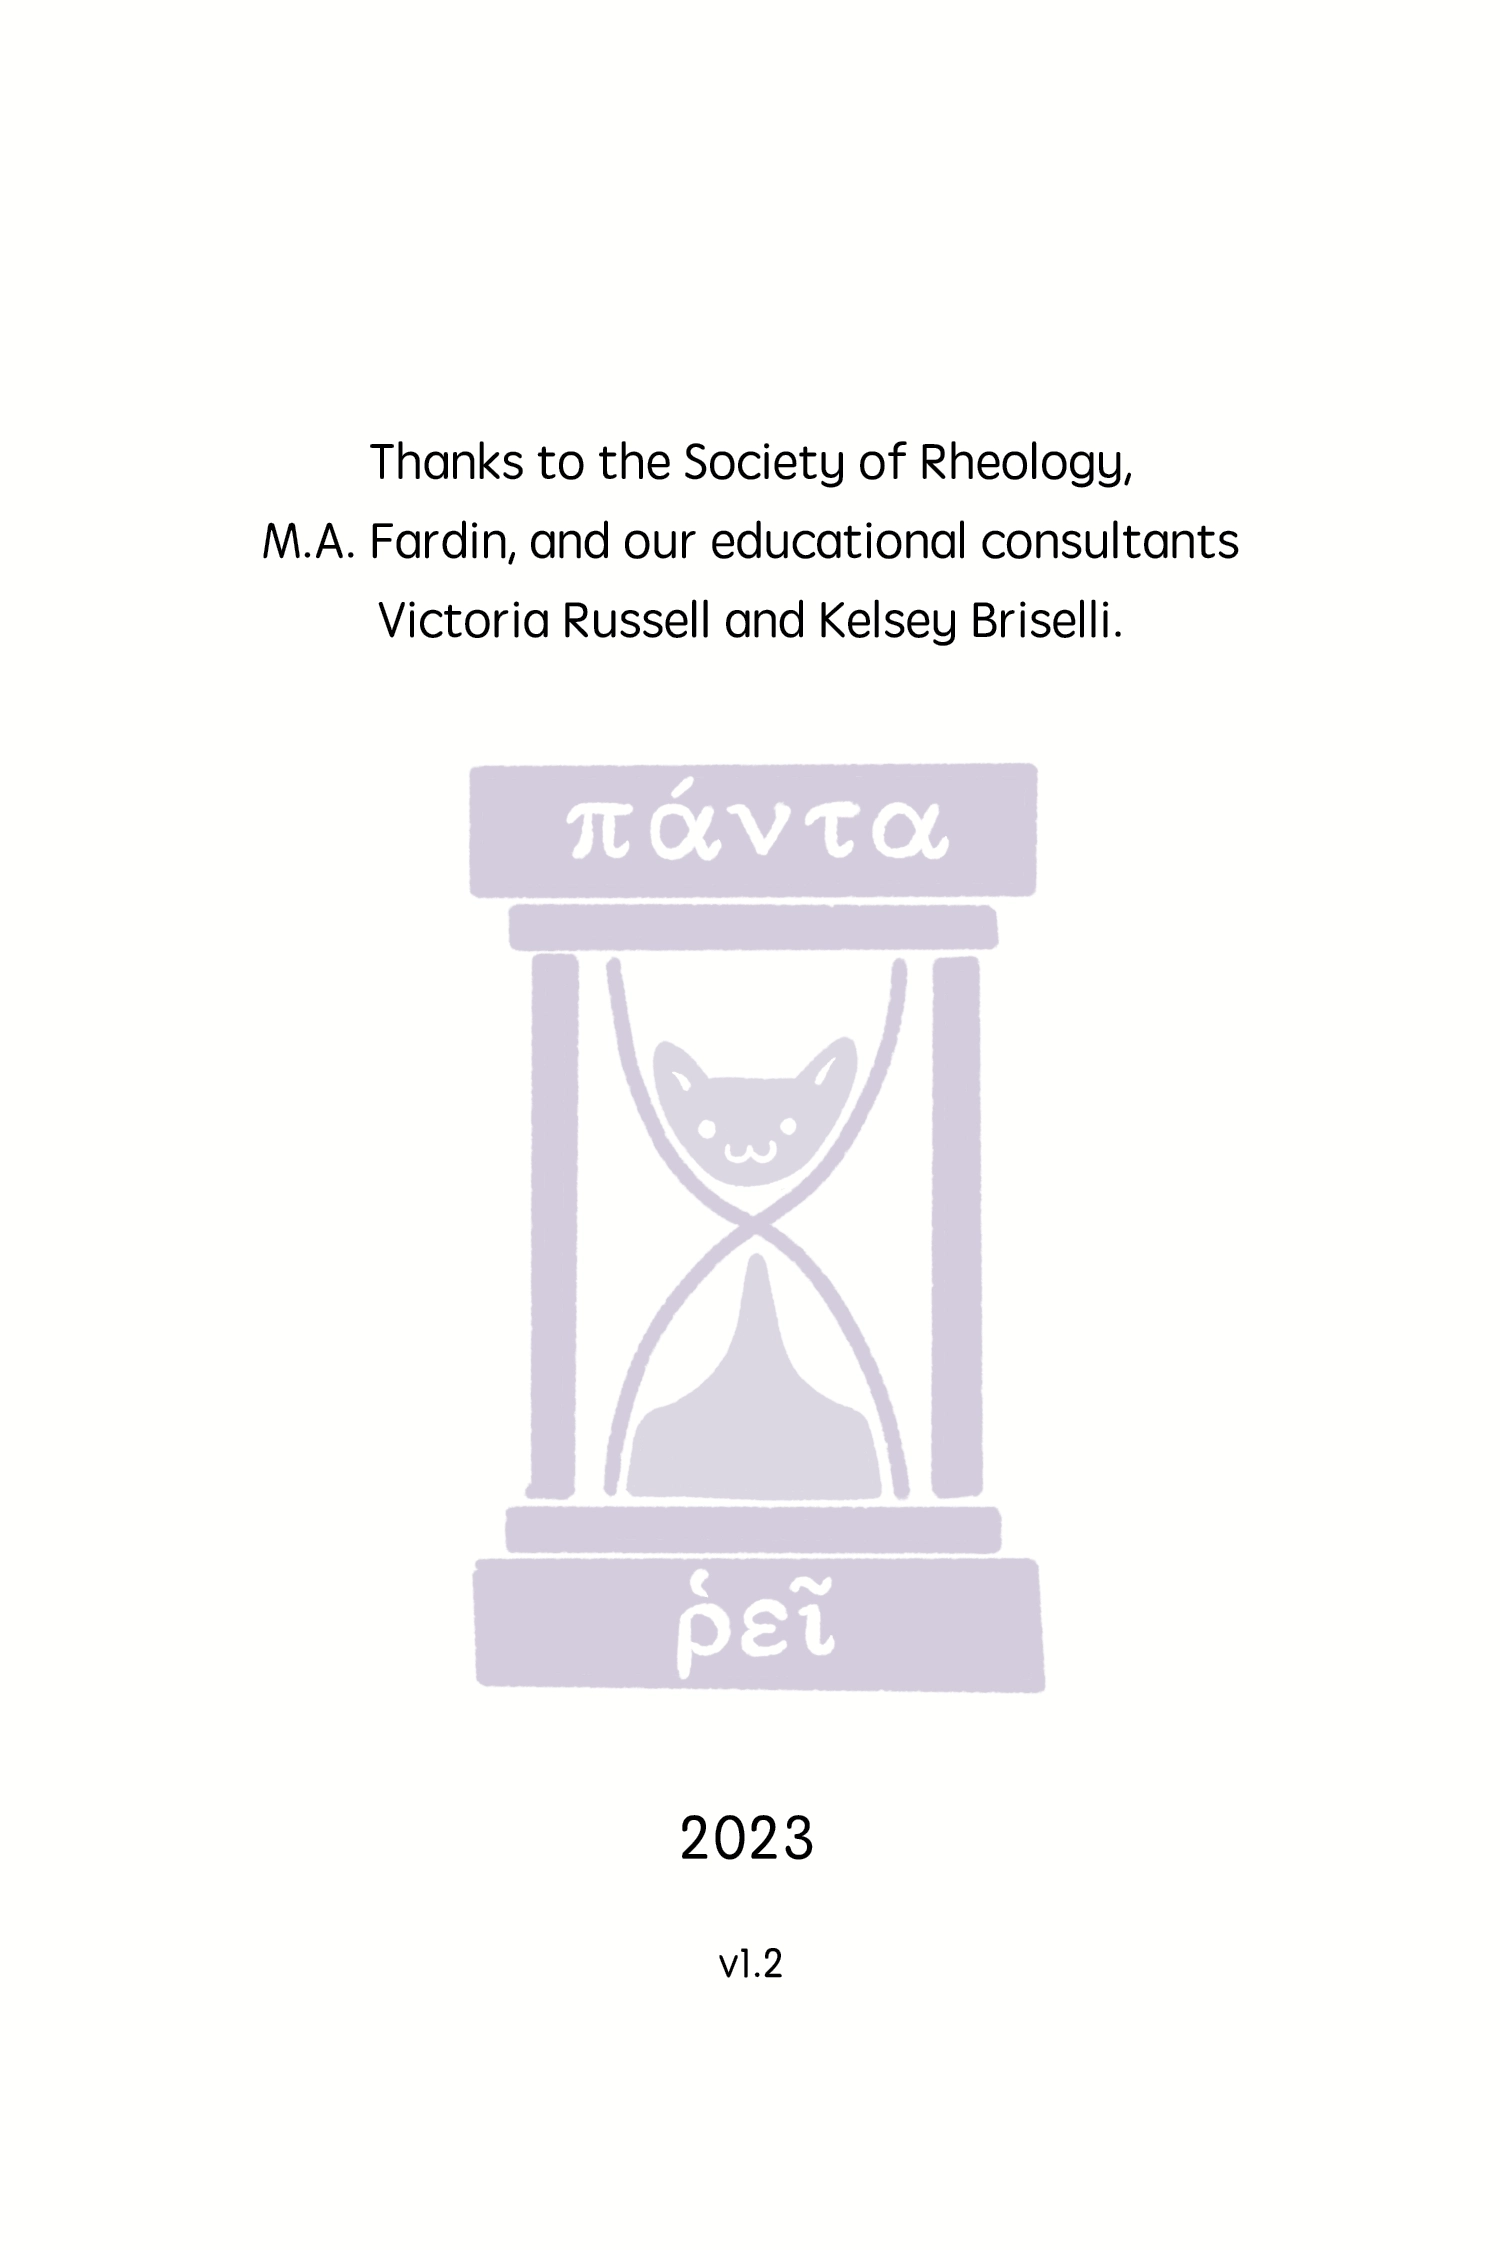 Thanks to the Society of Rheology,
M.A. Fardin, and our educational consultants
Victoria Russell and Kelsey Briselli.
πάντα
ῥεῖ
2023
v1.2